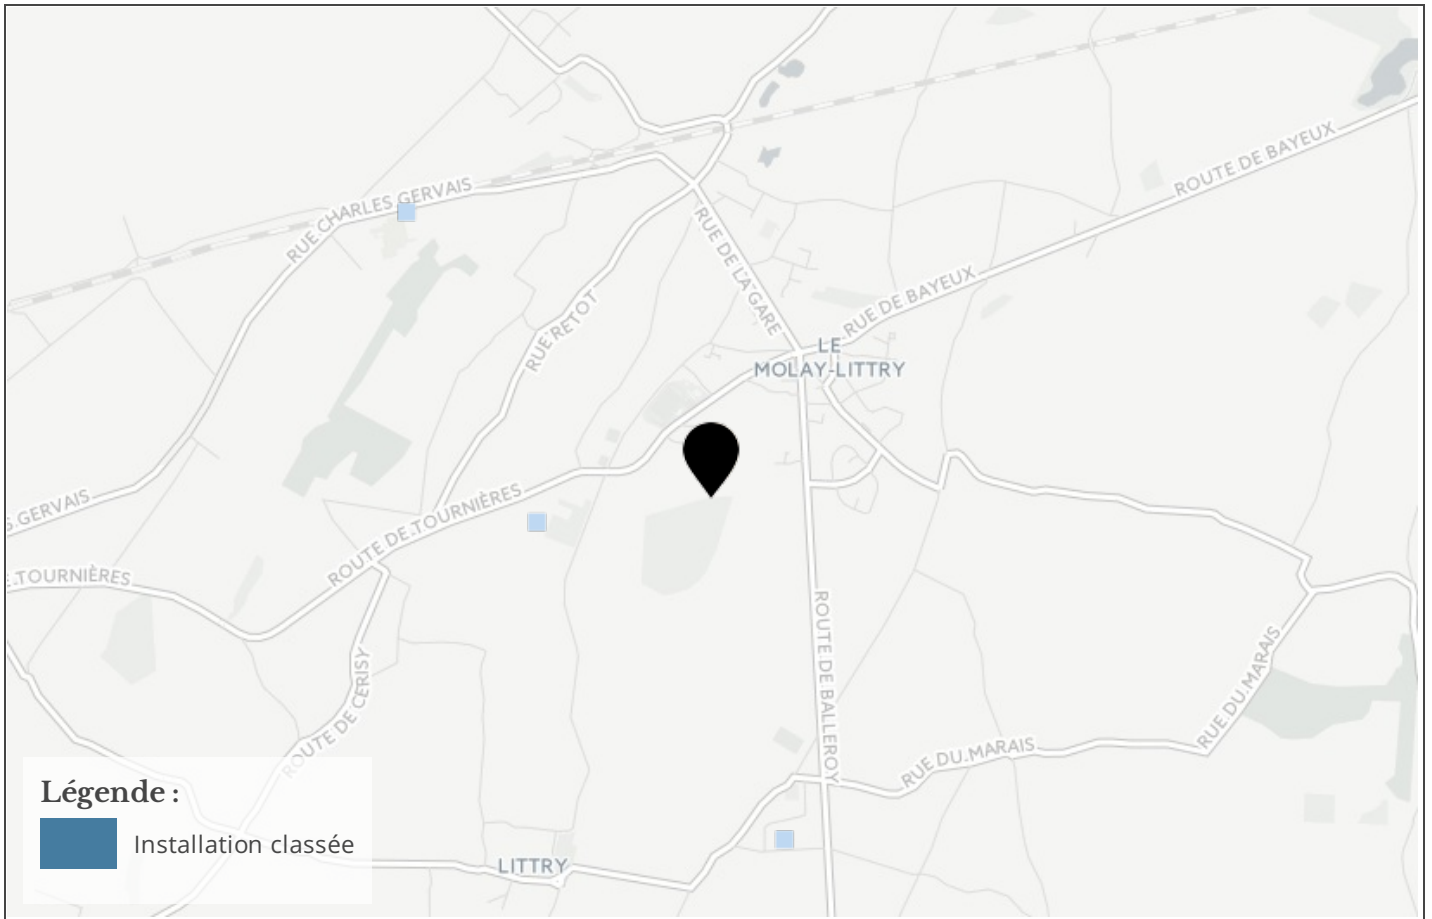 ROUTE DE BAYEUX
RUE CHARLES GERVAIS
RUE DE LA GARE
RUE RETOT
RUE DE BAYEUX
LE
MOLAY-LITTRY
S GERVAIS
ROUTE DE TOURNIÈRES
E TOURNIÈRES
ROUTE DE CERISY
ROUTE DE BALLEROY
RUE DU MARAIS
RUE DU MARAIS
LITTRY
Légende :
Installation classée